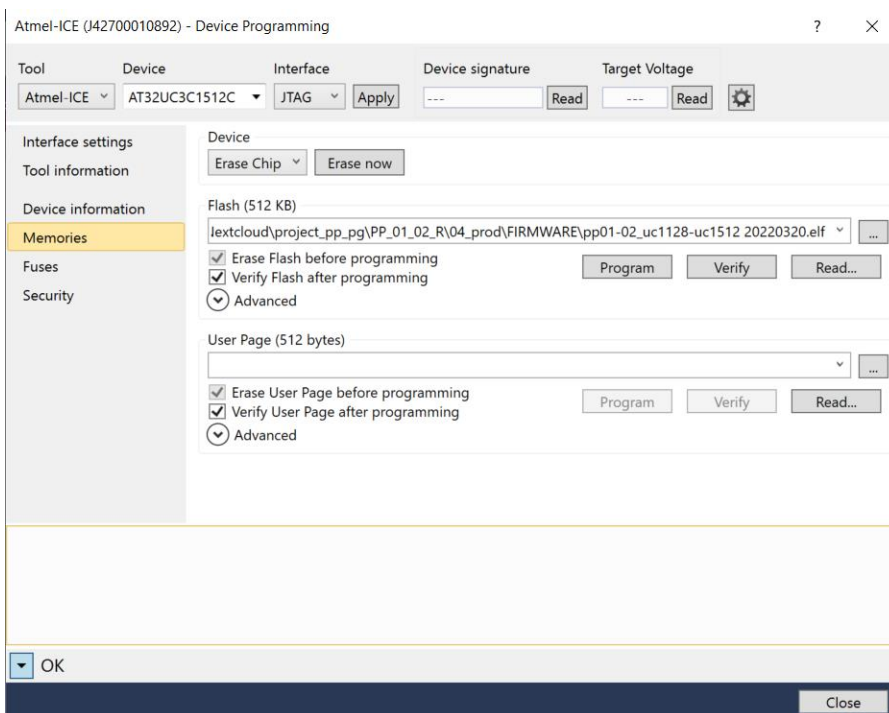 Atmel-ICE (J42700010892) - Device Programming ? ×
Tool Device Interface Device signature Target Voltage
Atmel-ICE AT32UC3C1512C JTAG Apply --- Read --- Read
Interface settings
Tool information
Device information
Memories
Fuses
Security
Device
Erase Chip Erase now
Flash (512 KB)
lextcloud\project_pp_pg\PP_01_02_R\04_prod\FIRMWARE\pp01-02_uc1128-uc1512 20220320.elf ...
Erase Flash before programming
Verify Flash after programming
Program Verify Read...
Advanced
User Page (512 bytes)
...
Erase User Page before programming
Verify User Page after programming
Program Verify Read...
Advanced
OK
Close